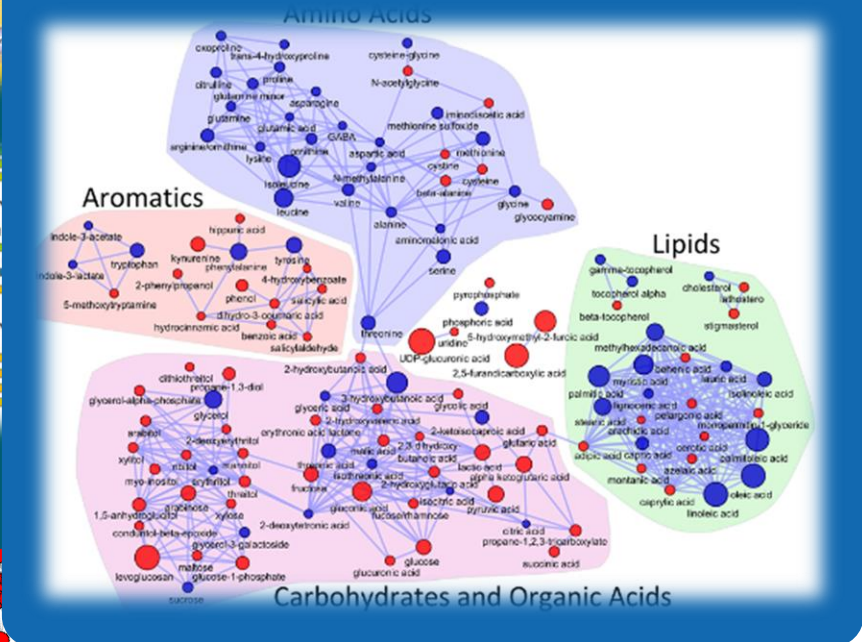 Amino Acids
oxoproline
trans-4-hydroxyproline
cysteine-glycine
proline
N-acetylglycine
citrulline
glutamine minor
asparagine
iminodiacetic acid
glutamine
glutamic acid
methionine sulfoxide
GABA
arginine/ornithine
ornithine
aspartic acid
methionine
lysine
cystine
N-methylalanine
cysteine
isoleucine
beta-alanine
valine
glycine
leucine
glycocyamine
alanine
aminomalonic acid
serine
threonine
Aromatics
indole-3-acetate
hippuric acid
kynurenine
tyrosine
tryptophan
phenylalanine
indole-3-lactate
2-phenylpropanol
4-hydroxybenzoate
5-methoxytryptamine
phenol
salicylic acid
dihydro-3-coumaric acid
hydrocinnamic acid
benzoic acid
salicylaldehyde
pyrophosphate
phosphoric acid
uridine
5-hydroxymethyl-2-furoic acid
UDP-glucuronic acid
2,5-furandicarboxylic acid
Lipids
gamma-tocopherol
tocopherol alpha
cholesterol
lathostero
beta-tocopherol
stigmasterol
methylhexadecanoic acid
behenic acid
lauric acid
myristic acid
isolinoleic acid
palmitic acid
lignoceric acid
pelargonic acid
stearic acid
arachidic acid
monopalmitin-1-glyceride
cerotic acid
adipic acid
capric acid
palmitoleic acid
azelaic acid
montanic acid
oleic acid
caprylic acid
linoleic acid
2-hydroxybutanoic acid
dithiothreitol
propane-1,3-diol
glycerol-alpha-phosphate
glycerol
3-hydroxybutanoic acid
glyceric acid
glycolic acid
2-hydroxyvaleric acid
arabitol
2-deoxyerythritol
erythronic acid lactone
2-ketoisocaproic acid
glutaric acid
malic acid
2,3-dihydroxy
butanoic acid
xylitol
ribitol
mannitol
threonic acid
lactic acid
myo-inositol
erythritol
isothreonic acid
alpha ketoglutaric acid
fructose
2-hydroxyglutaric acid
threitol
arabinose
gluconic acid
isocitric acid
pyruvic acid
1,5-anhydroglucitol
xylose
fucose/rhamnose
2-deoxytetronic acid
conduritol-beta-epoxide
citric acid
glycerol-3-galactoside
propane-1,2,3-tricarboxylate
glucose
maltose
succinic acid
levoglucosan
glucose-1-phosphate
glucuronic acid
sucrose
Carbohydrates and Organic Acids